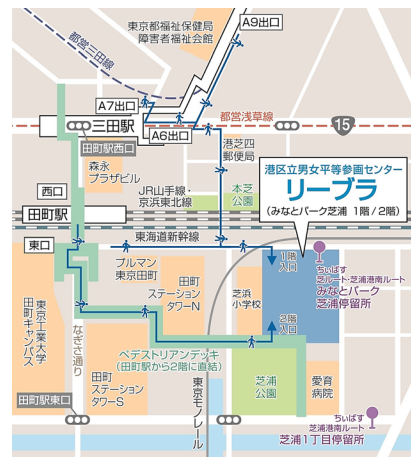 A9出口
東京都福祉保健局
障害者福祉会館
都営三田線
A7出口
三田駅
都営浅草線
15
A6出口
田町駅西口
港芝四
郵便局
森永
プラザビル
港区立男女平等参画センター
リーブラ
(みなとパーク芝浦 1階/2階)
西口
JR山手線・
京浜東北線
本芝
公園
田町駅
東海道新幹線
東口
プルマン
東京田町
1階
入口
ちぃばす
芝ルート・芝浦港南ルート
みなとパーク
芝浦停留所
田町
ステーション
タワーN
芝浜
小学校
東京工業大学
田町キャンパス
なぎさ通り
2階
入口
ペデストリアンデッキ
(田町駅から2階に直結)
田町
ステーション
タワーS
東京モノレール
芝浦
公園
愛育
病院
田町駅東口
ちぃばす
芝浦港南ルート
芝浦1丁目停留所